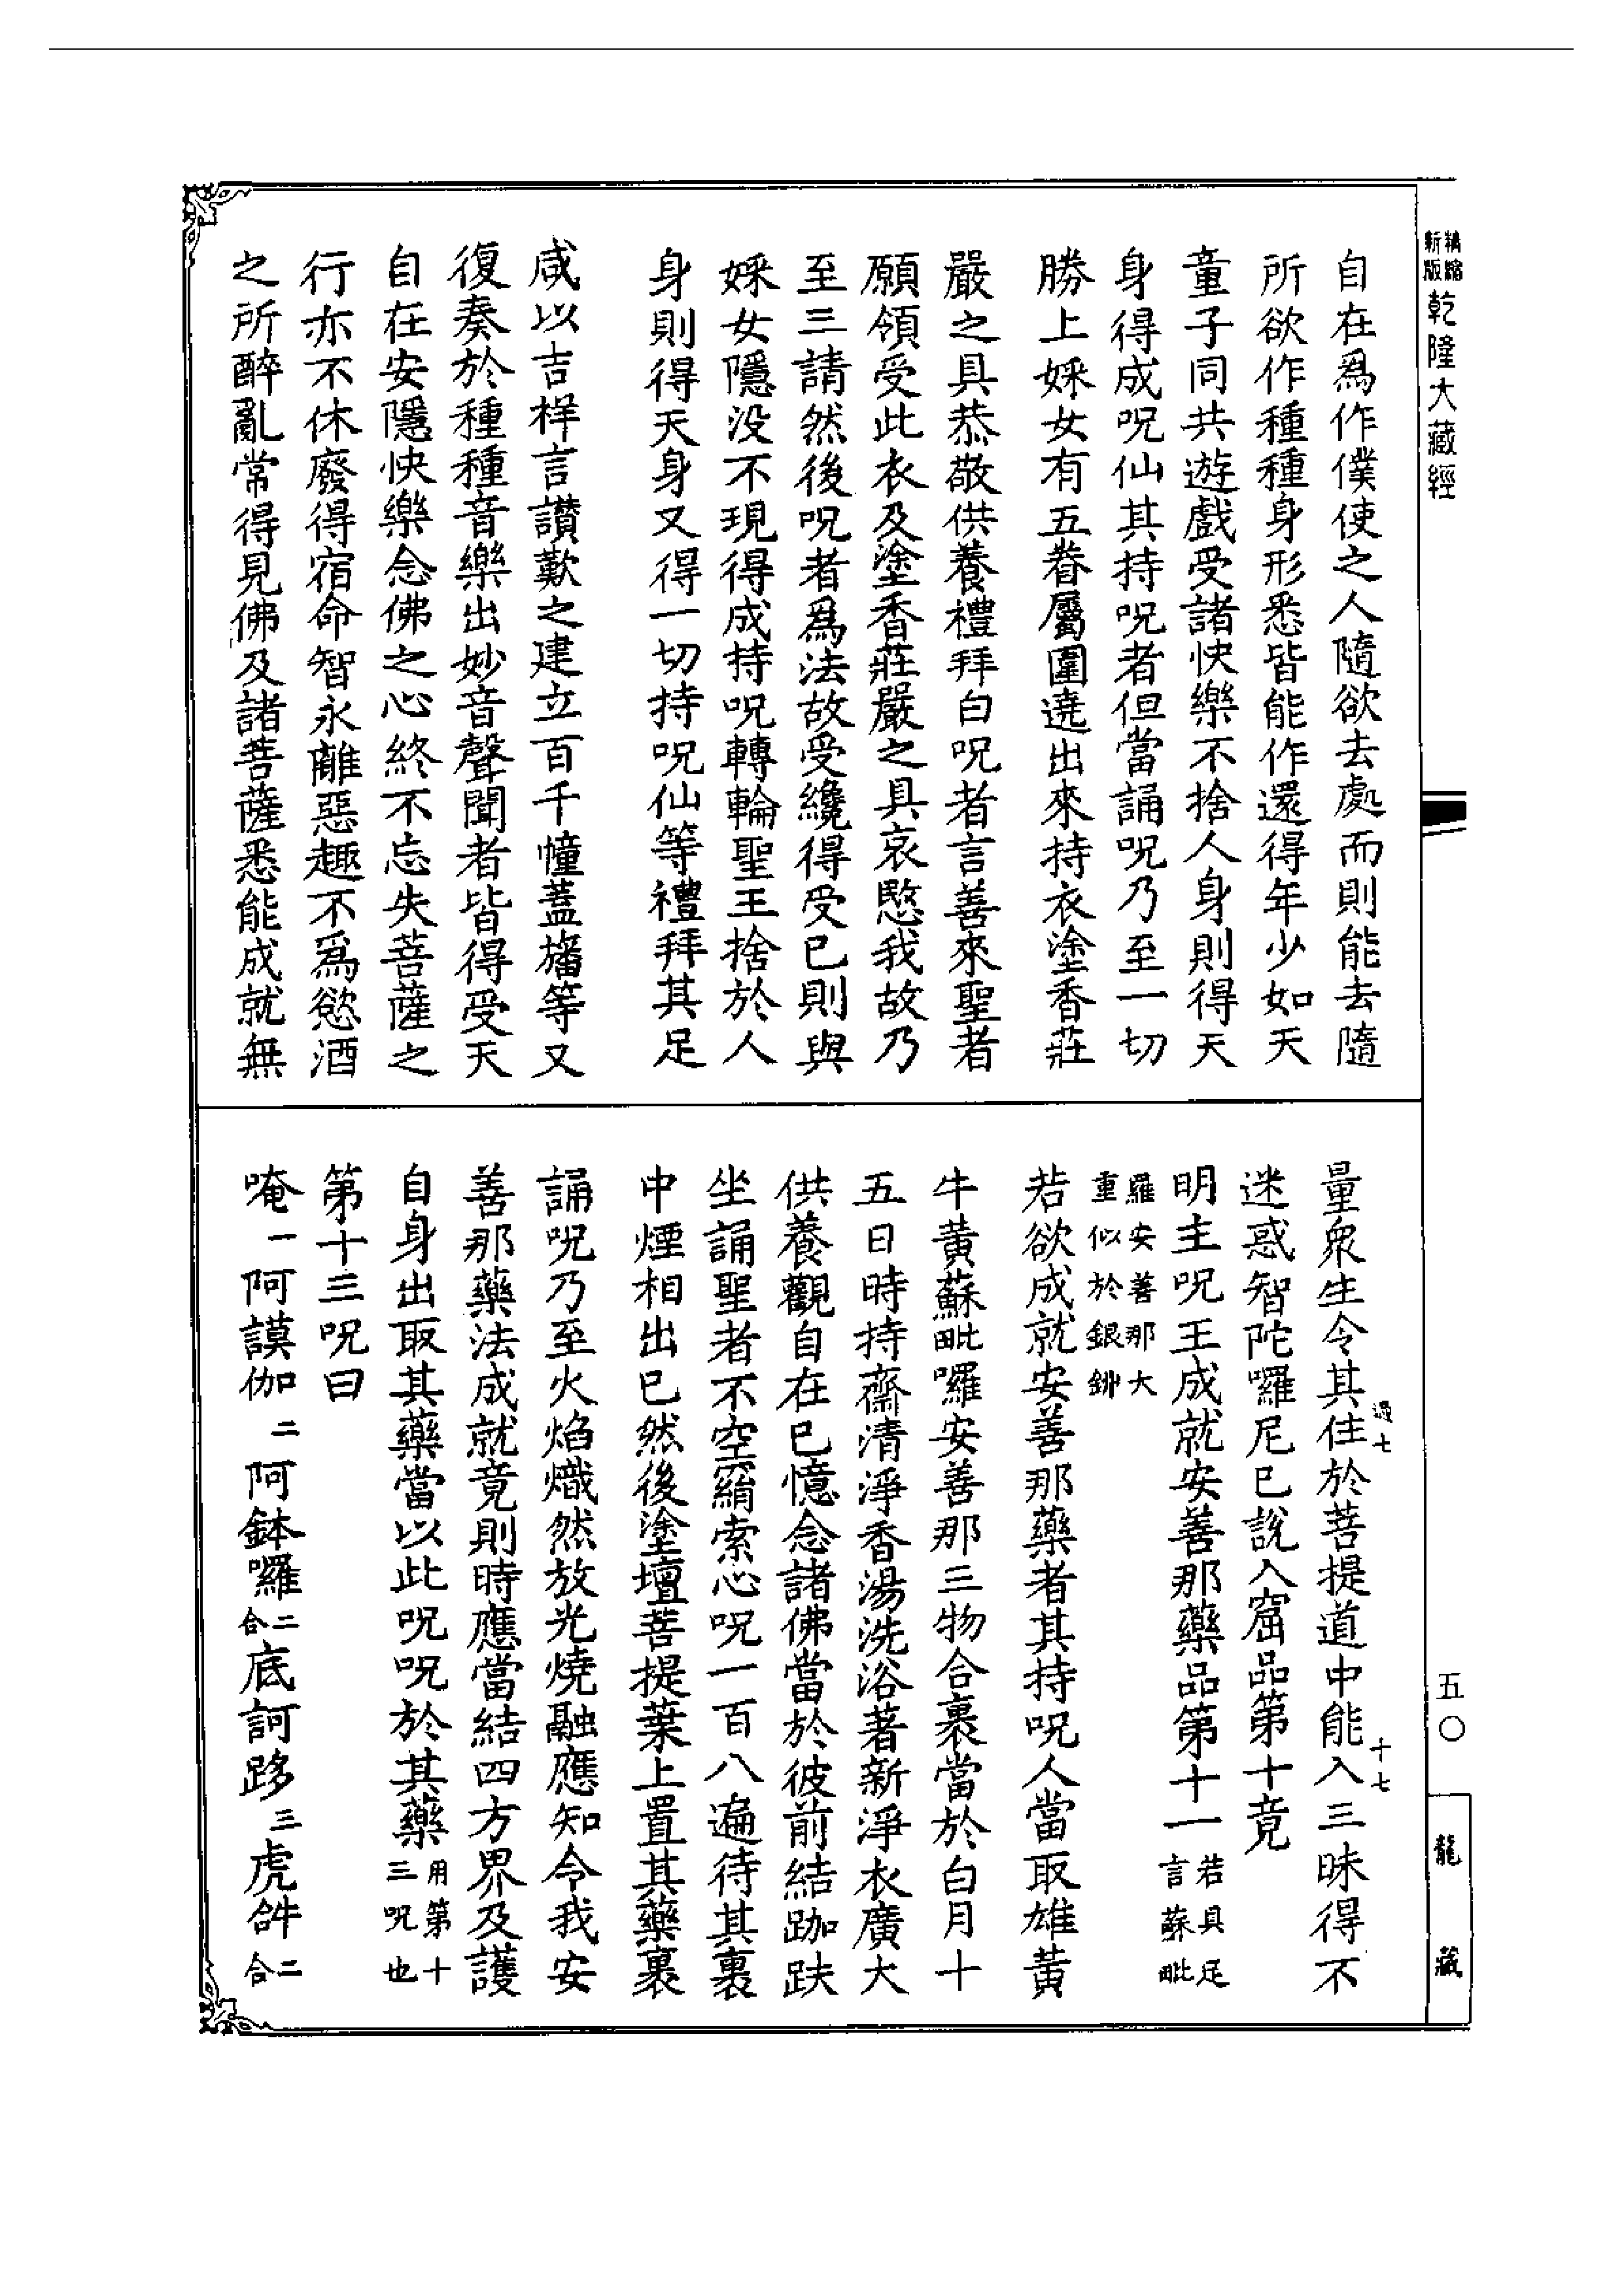 精縮新版乾隆大藏經
自在爲作僕使之人隨欲去處而則能去隨
所欲作種種身形悉皆能作還得年少如天
童子同共遊戲受諸快樂不捨人身則得天
身得成呪仙其持呪者但當誦呪乃至一切
勝上婇女有五眷屬圍遶出來持衣塗香莊
嚴之具恭敬供養禮拜白呪者言善來聖者
願領受此衣及塗香莊嚴之具哀愍我故乃
至三請然後呪者爲法故受纔得受已則與
婇女隱没不現得成持呪轉輪聖王捨於人
身則得天身又得一切持呪仙等禮拜其足
咸以吉祥言讃歎之建立百千幢蓋旛等又
復奏於種種音樂出妙音聲聞者皆得受天
自在安隱快樂念佛之心終不忘失菩薩之
行亦不休廢得宿命智永離惡趣不爲慾酒
之所醉亂常得見佛及諸菩薩悉能成就無
量衆生令其住於菩提道中能入三昧得不
迷惑智陀囉尼已說入窟品第十竟
明主呪王成就安善那藥品第十一若具足言蘇毗
羅安善那大重似於銀鉚
若欲成就安善那藥者其持呪人當取雄黄
牛黄蘇毗囉安善那三物合裹當於白月十
五日時持齋清淨香湯洗浴著新淨衣廣大
供養觀自在已憶念諸佛當於彼前結跏趺
坐誦聖者不空羂索心呪一百八遍待其裹
中煙相出已然後塗壇菩提葉上置其藥裹
誦呪乃至火焰熾然放光燒融應知今我安
善那藥法成就竟則時應當結四方界及護
自身出取其藥當以此呪呪於其藥用第十三呪也
第十三呪曰
唵一阿謨伽二阿鉢囉二合底訶跢三虎𤙖二合
過七
十七
五〇
龍藏